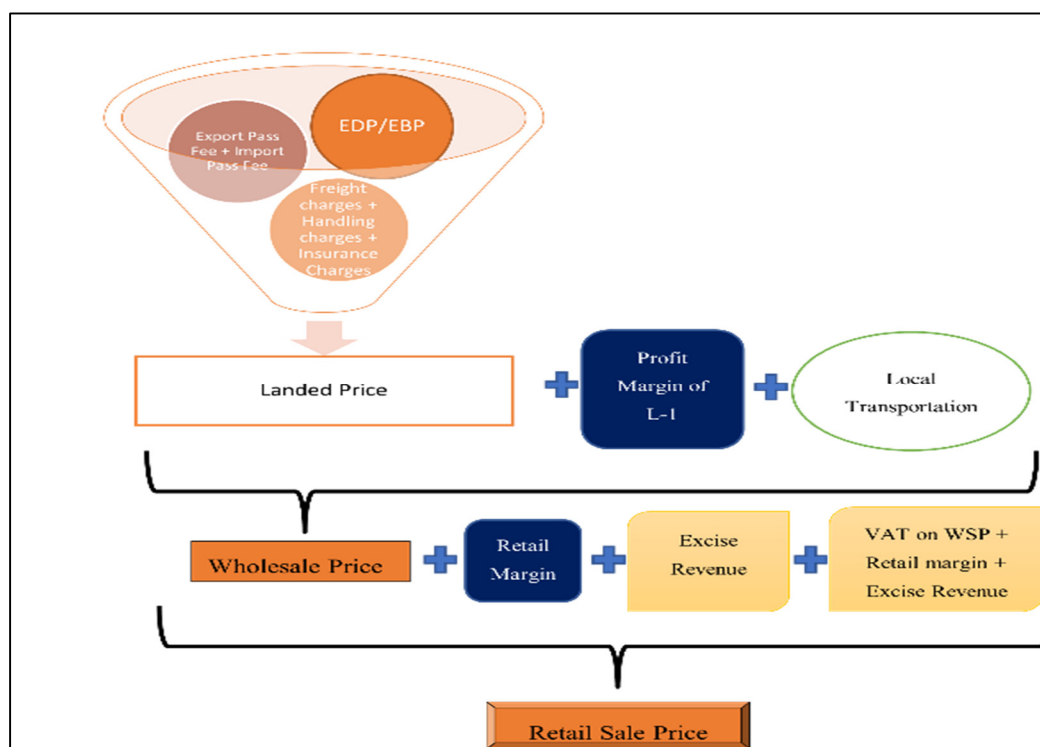 EDP/EBP
Export Pass
Fee + Import
Pass Fee
Freight
charges +
Handling
charges +
Insurance
Charges
Landed Price
Profit
Margin of
L-1
Local
Transportation
Wholesale Price
Retail
Margin
Excise
Revenue
VAT on WSP +
Retail margin +
Excise Revenue
Retail Sale Price